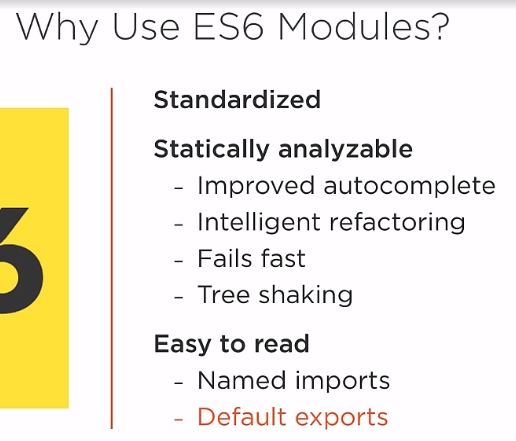 Why Use ES6 Modules?
6
Standardized
Statically analyzable
- Improved autocomplete
- Intelligent refactoring
- Fails fast
- Tree shaking
Easy to read
- Named imports
- Default exports